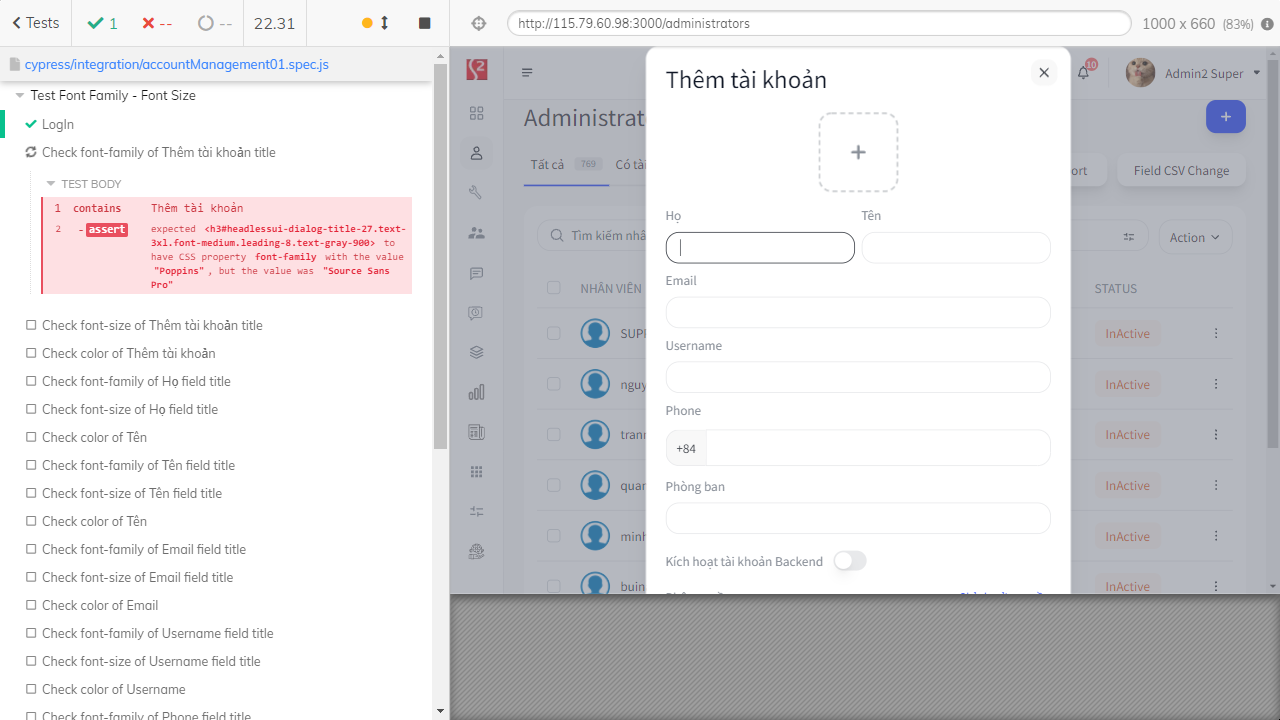 Tests
1
--
--
22.31
http://115.79.60.98:3000/administrators
1000 x 660 (83%)
cypress/integration/accountManagement01.spec.js
Test Font Family - Font Size
LogIn
Check font-family of Thêm tài khoản title
TEST BODY
1 contains Thêm tài khoản
2 -assert expected <h3#headlessui-dialog-title-27.text-
3xl.font-medium.leading-8.text-gray-900> to
have CSS property font-family with the value
"Poppins", but the value was "Source Sans
Pro"
Check font-size of Thêm tài khoản title
Check color of Thêm tài khoản
Check font-family of Họ field title
Check font-size of Họ field title
Check color of Tên
Check font-family of Tên field title
Check font-size of Tên field title
Check color of Tên
Check font-family of Email field title
Check font-size of Email field title
Check color of Email
Check font-family of Username field title
Check font-size of Username field title
Check color of Username
Check font-family of Phone field title
10
Admin2 Super
Administrat
Tất cả 769
Có tài
ort
Field CSV Change
Tìm kiếm nhâ
Action
NHÂN VIÊN
STATUS
SUPE
InActive
nguy
InActive
trann
InActive
quan
InActive
minh
InActive
buin
InActive
Thêm tài khoản
Họ
Tên
Email
Username
Phone
+84
Phòng ban
Kích hoạt tài khoản Backend